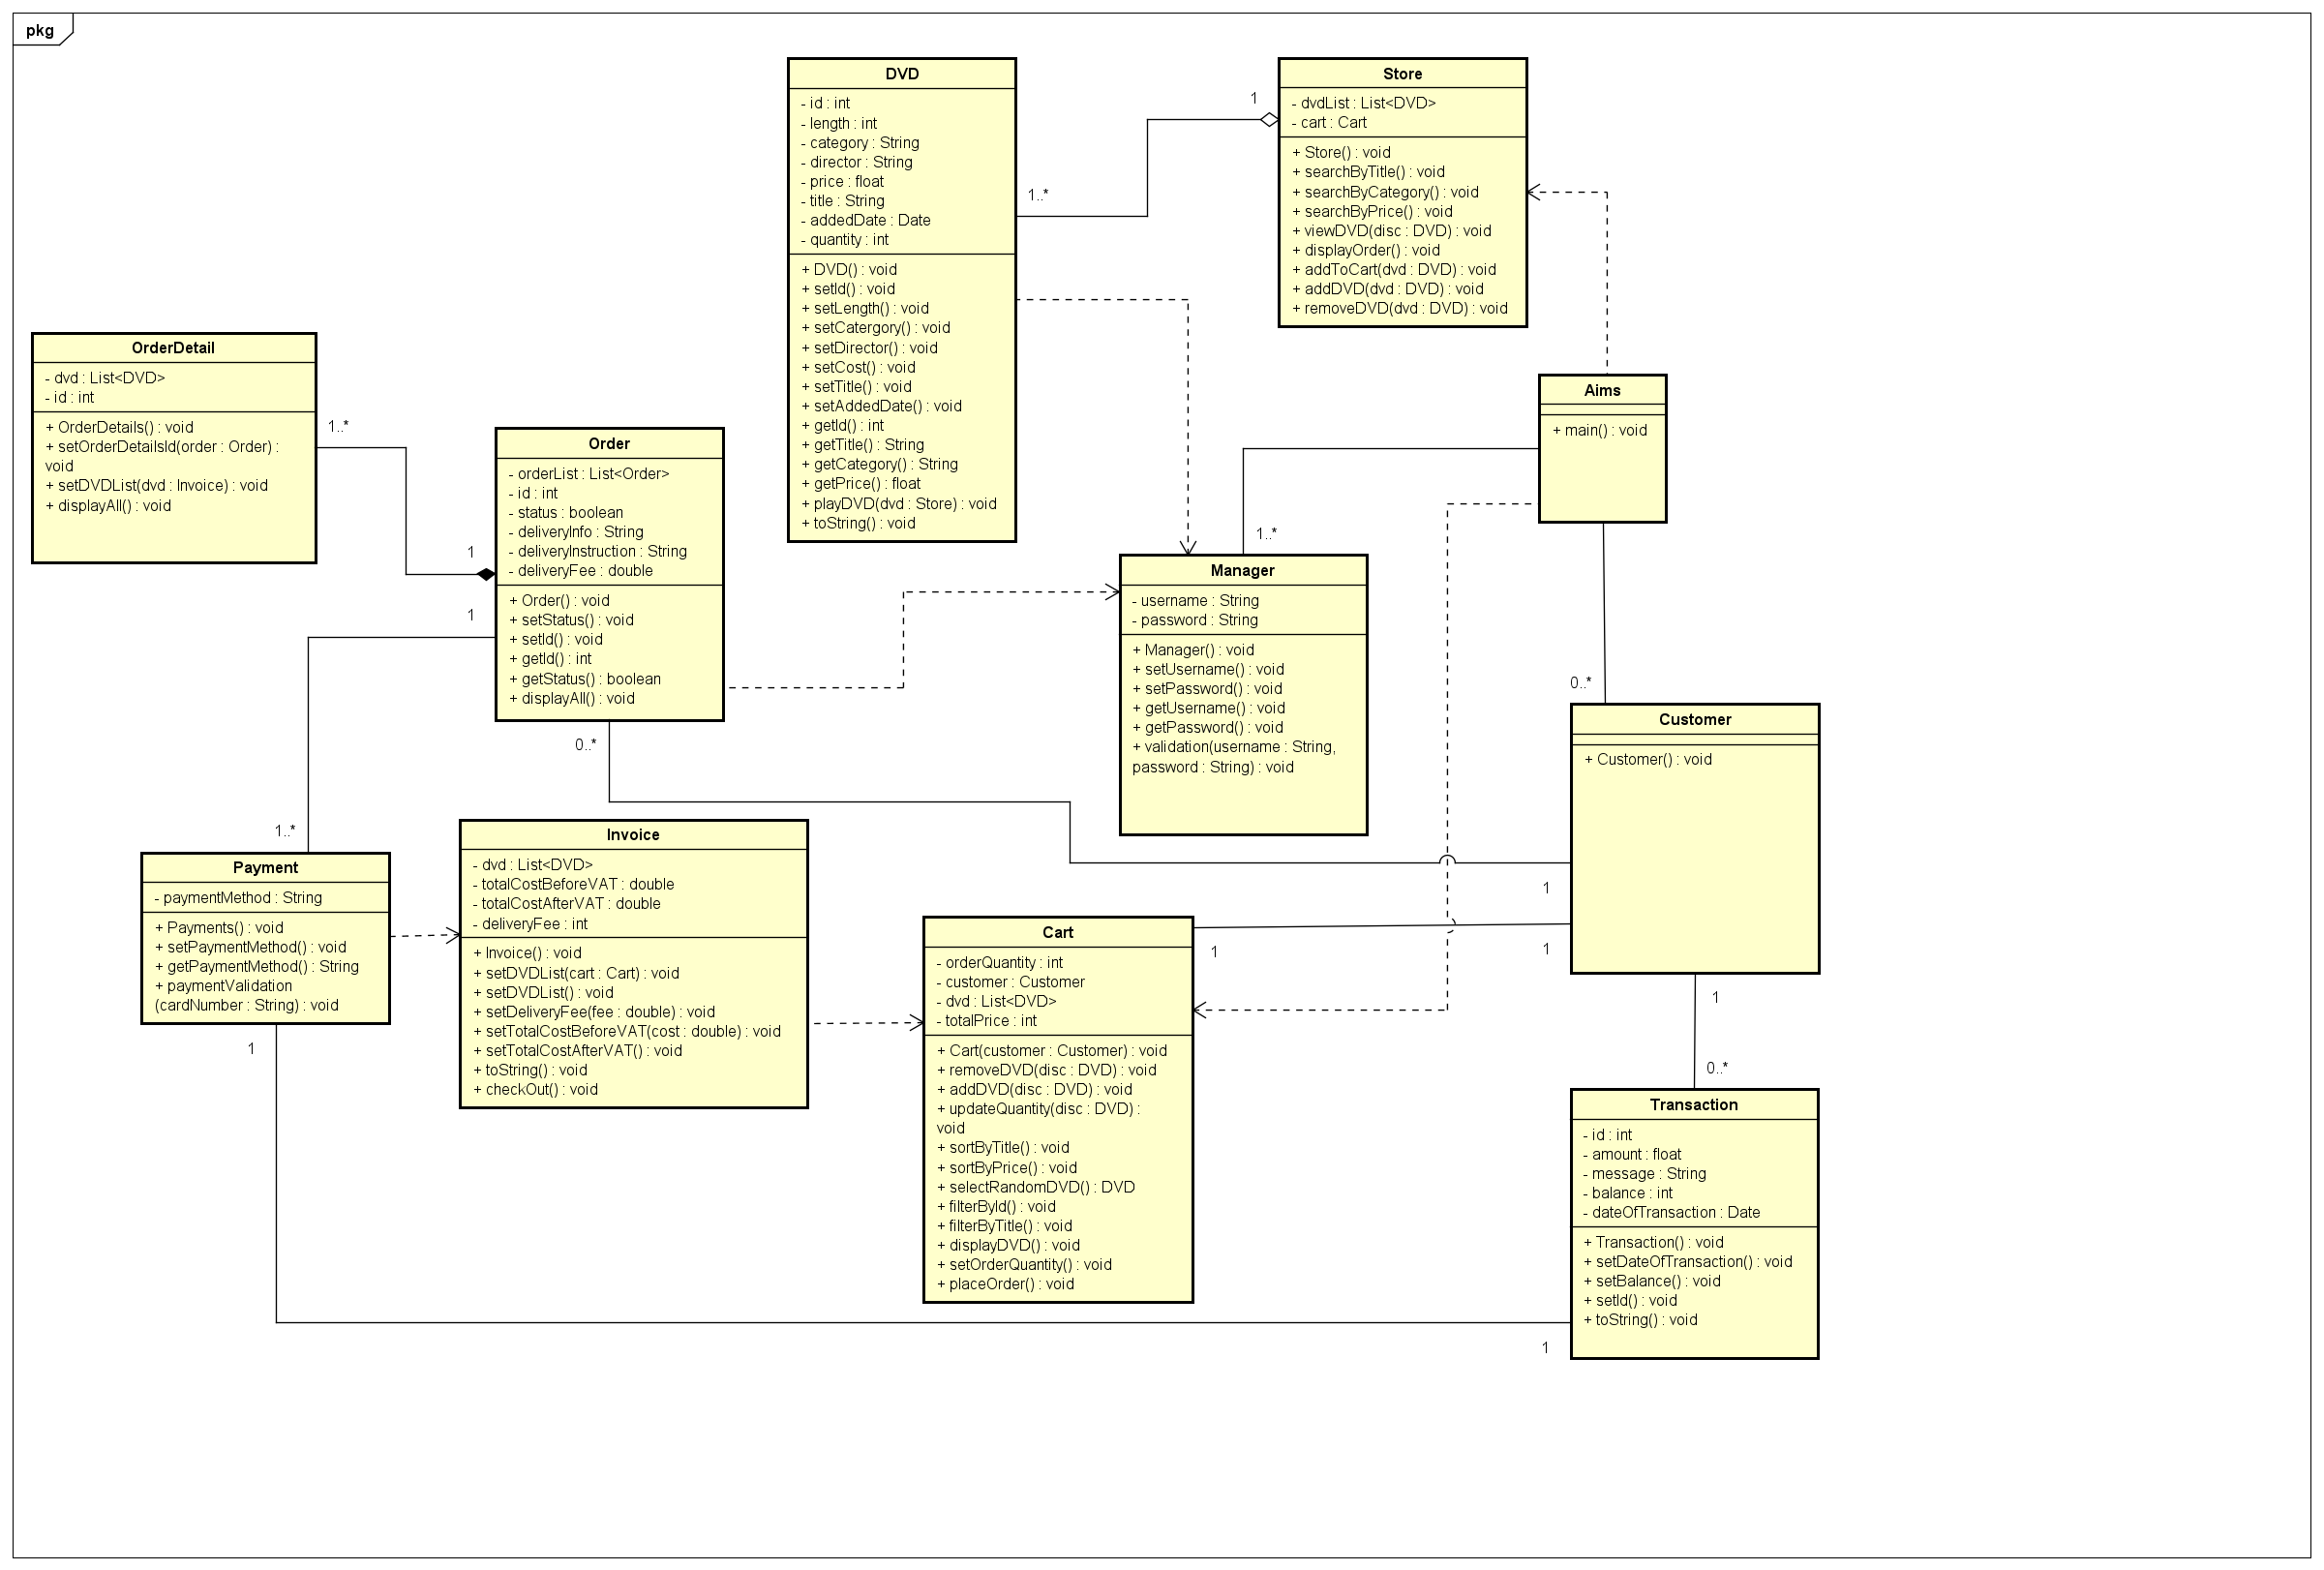 pkg
DVD
- id : int
- length : int
- category : String
- director : String
- price : float
- title : String
- addedDate : Date
- quantity : int
+ DVD() : void
+ setId() : void
+ setLength() : void
+ setCatergory() : void
+ setDirector() : void
+ setCost() : void
+ setTitle() : void
+ setAddedDate() : void
+ getId() : int
+ getTitle() : String
+ getCategory() : String
+ getPrice() : float
+ playDVD(dvd : Store) : void
+ toString() : void
1
1..*
Store
- dvdList : List<DVD>
- cart : Cart
+ Store() : void
+ searchByTitle() : void
+ searchByCategory() : void
+ searchByPrice() : void
+ viewDVD(disc : DVD) : void
+ displayOrder() : void
+ addToCart(dvd : DVD) : void
+ addDVD(dvd : DVD) : void
+ removeDVD(dvd : DVD) : void
OrderDetail
- dvd : List<DVD>
- id : int
+ OrderDetails() : void
+ setOrderDetailsId(order : Order) :
void
+ setDVDList(dvd : Invoice) : void
+ displayAll() : void
1..*
1
1
Order
- orderList : List<Order>
- id : int
- status : boolean
- deliveryInfo : String
- deliveryInstruction : String
- deliveryFee : double
+ Order() : void
+ setStatus() : void
+ setId() : void
+ getId() : int
+ getStatus() : boolean
+ displayAll() : void
0..*
Aims
+ main() : void
1..*
Manager
- username : String
- password : String
+ Manager() : void
+ setUsername() : void
+ setPassword() : void
+ getUsername() : void
+ getPassword() : void
+ validation(username : String,
password : String) : void
0..*
Customer
+ Customer() : void
1
1
1
1..*
Payment
- paymentMethod : String
+ Payments() : void
+ setPaymentMethod() : void
+ getPaymentMethod() : String
+ paymentValidation
(cardNumber : String) : void
1
Invoice
- dvd : List<DVD>
- totalCostBeforeVAT : double
- totalCostAfterVAT : double
- deliveryFee : int
+ Invoice() : void
+ setDVDList(cart : Cart) : void
+ setDVDList() : void
+ setDeliveryFee(fee : double) : void
+ setTotalCostBeforeVAT(cost : double) : void
+ setTotalCostAfterVAT() : void
+ toString() : void
+ checkOut() : void
Cart
- orderQuantity : int
- customer : Customer
- dvd : List<DVD>
- totalPrice : int
+ Cart(customer : Customer) : void
+ removeDVD(disc : DVD) : void
+ addDVD(disc : DVD) : void
+ updateQuantity(disc : DVD) :
void
+ sortByTitle() : void
+ sortByPrice() : void
+ selectRandomDVD() : DVD
+ filterById() : void
+ filterByTitle() : void
+ displayDVD() : void
+ setOrderQuantity() : void
+ placeOrder() : void
1
0..*
Transaction
- id : int
- amount : float
- message : String
- balance : int
- dateOfTransaction : Date
+ Transaction() : void
+ setDateOfTransaction() : void
+ setBalance() : void
+ setId() : void
+ toString() : void
1